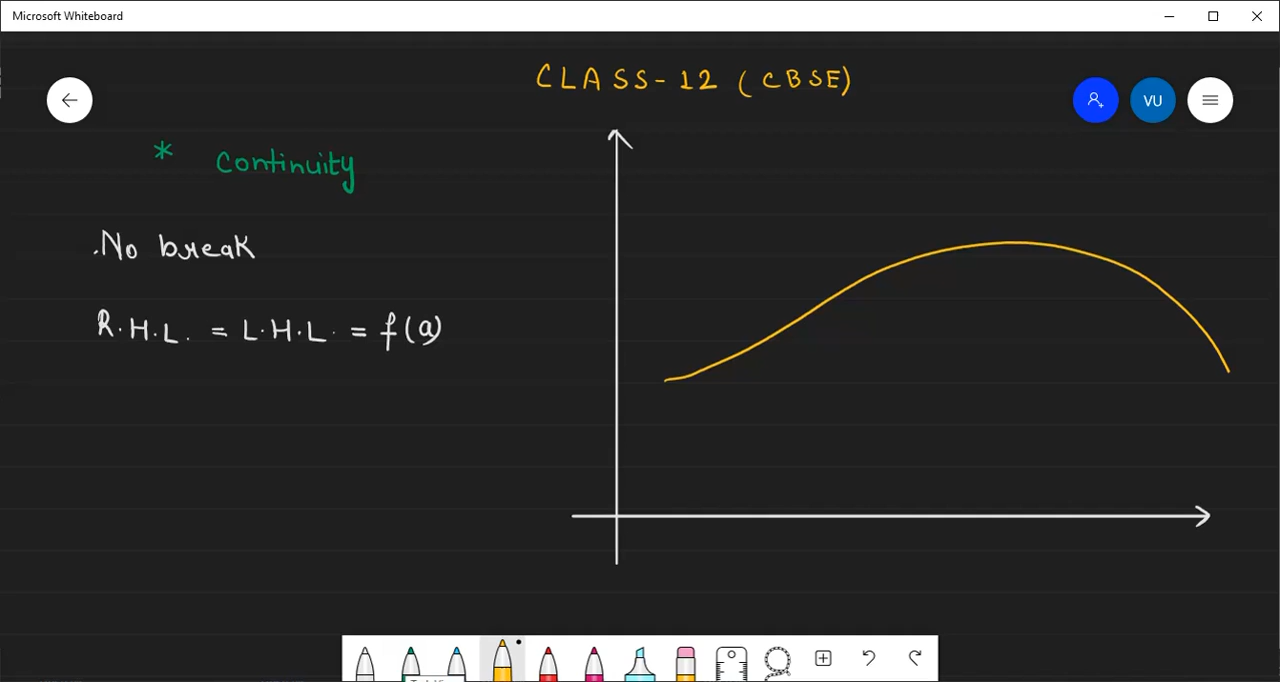 Microsoft Whiteboard
CLASS-12 (CBSE)
VU
* Continuity
.No break
R.H.L. = L.H.L. = f(a)